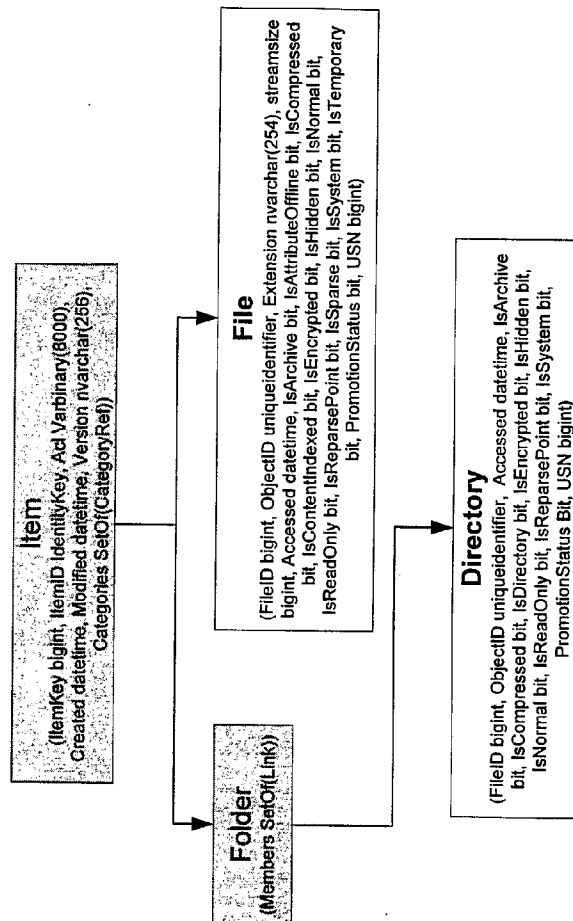 Item
(ItemKey bigint, ItemID IdentityKey, Acl Varbinary(8000),
Created datetime, Modified datetime, Version nvarchar(256),
Categories SetOf(CategoryRef))
Folder
(Members SetOf(Link))
File
(FileID bigint, ObjectID uniqueidentifier, Extension nvarchar(254), streamsize
bigint, Accessed datetime, IsArchive bit, IsAttributeOffline bit, IsCompressed
bit, IsContentIndexed bit, IsEncrypted bit, IsHidden bit, IsNormal bit,
IsReadOnly bit, IsReparsePoint bit, IsSparse bit, IsSystem bit, IsTemporary
bit, PromotionStatus bit, USN bigint)
Directory
(FileID bigint, ObjectID uniqueidentifier, Accessed datetime, IsArchive
bit, IsCompressed bit, IsDirectory bit, IsEncrypted bit, IsHidden bit,
IsNormal bit, IsReadOnly bit, IsReparsePoint bit, IsSystem bit,
PromotionStatus Bit, USN bigint)